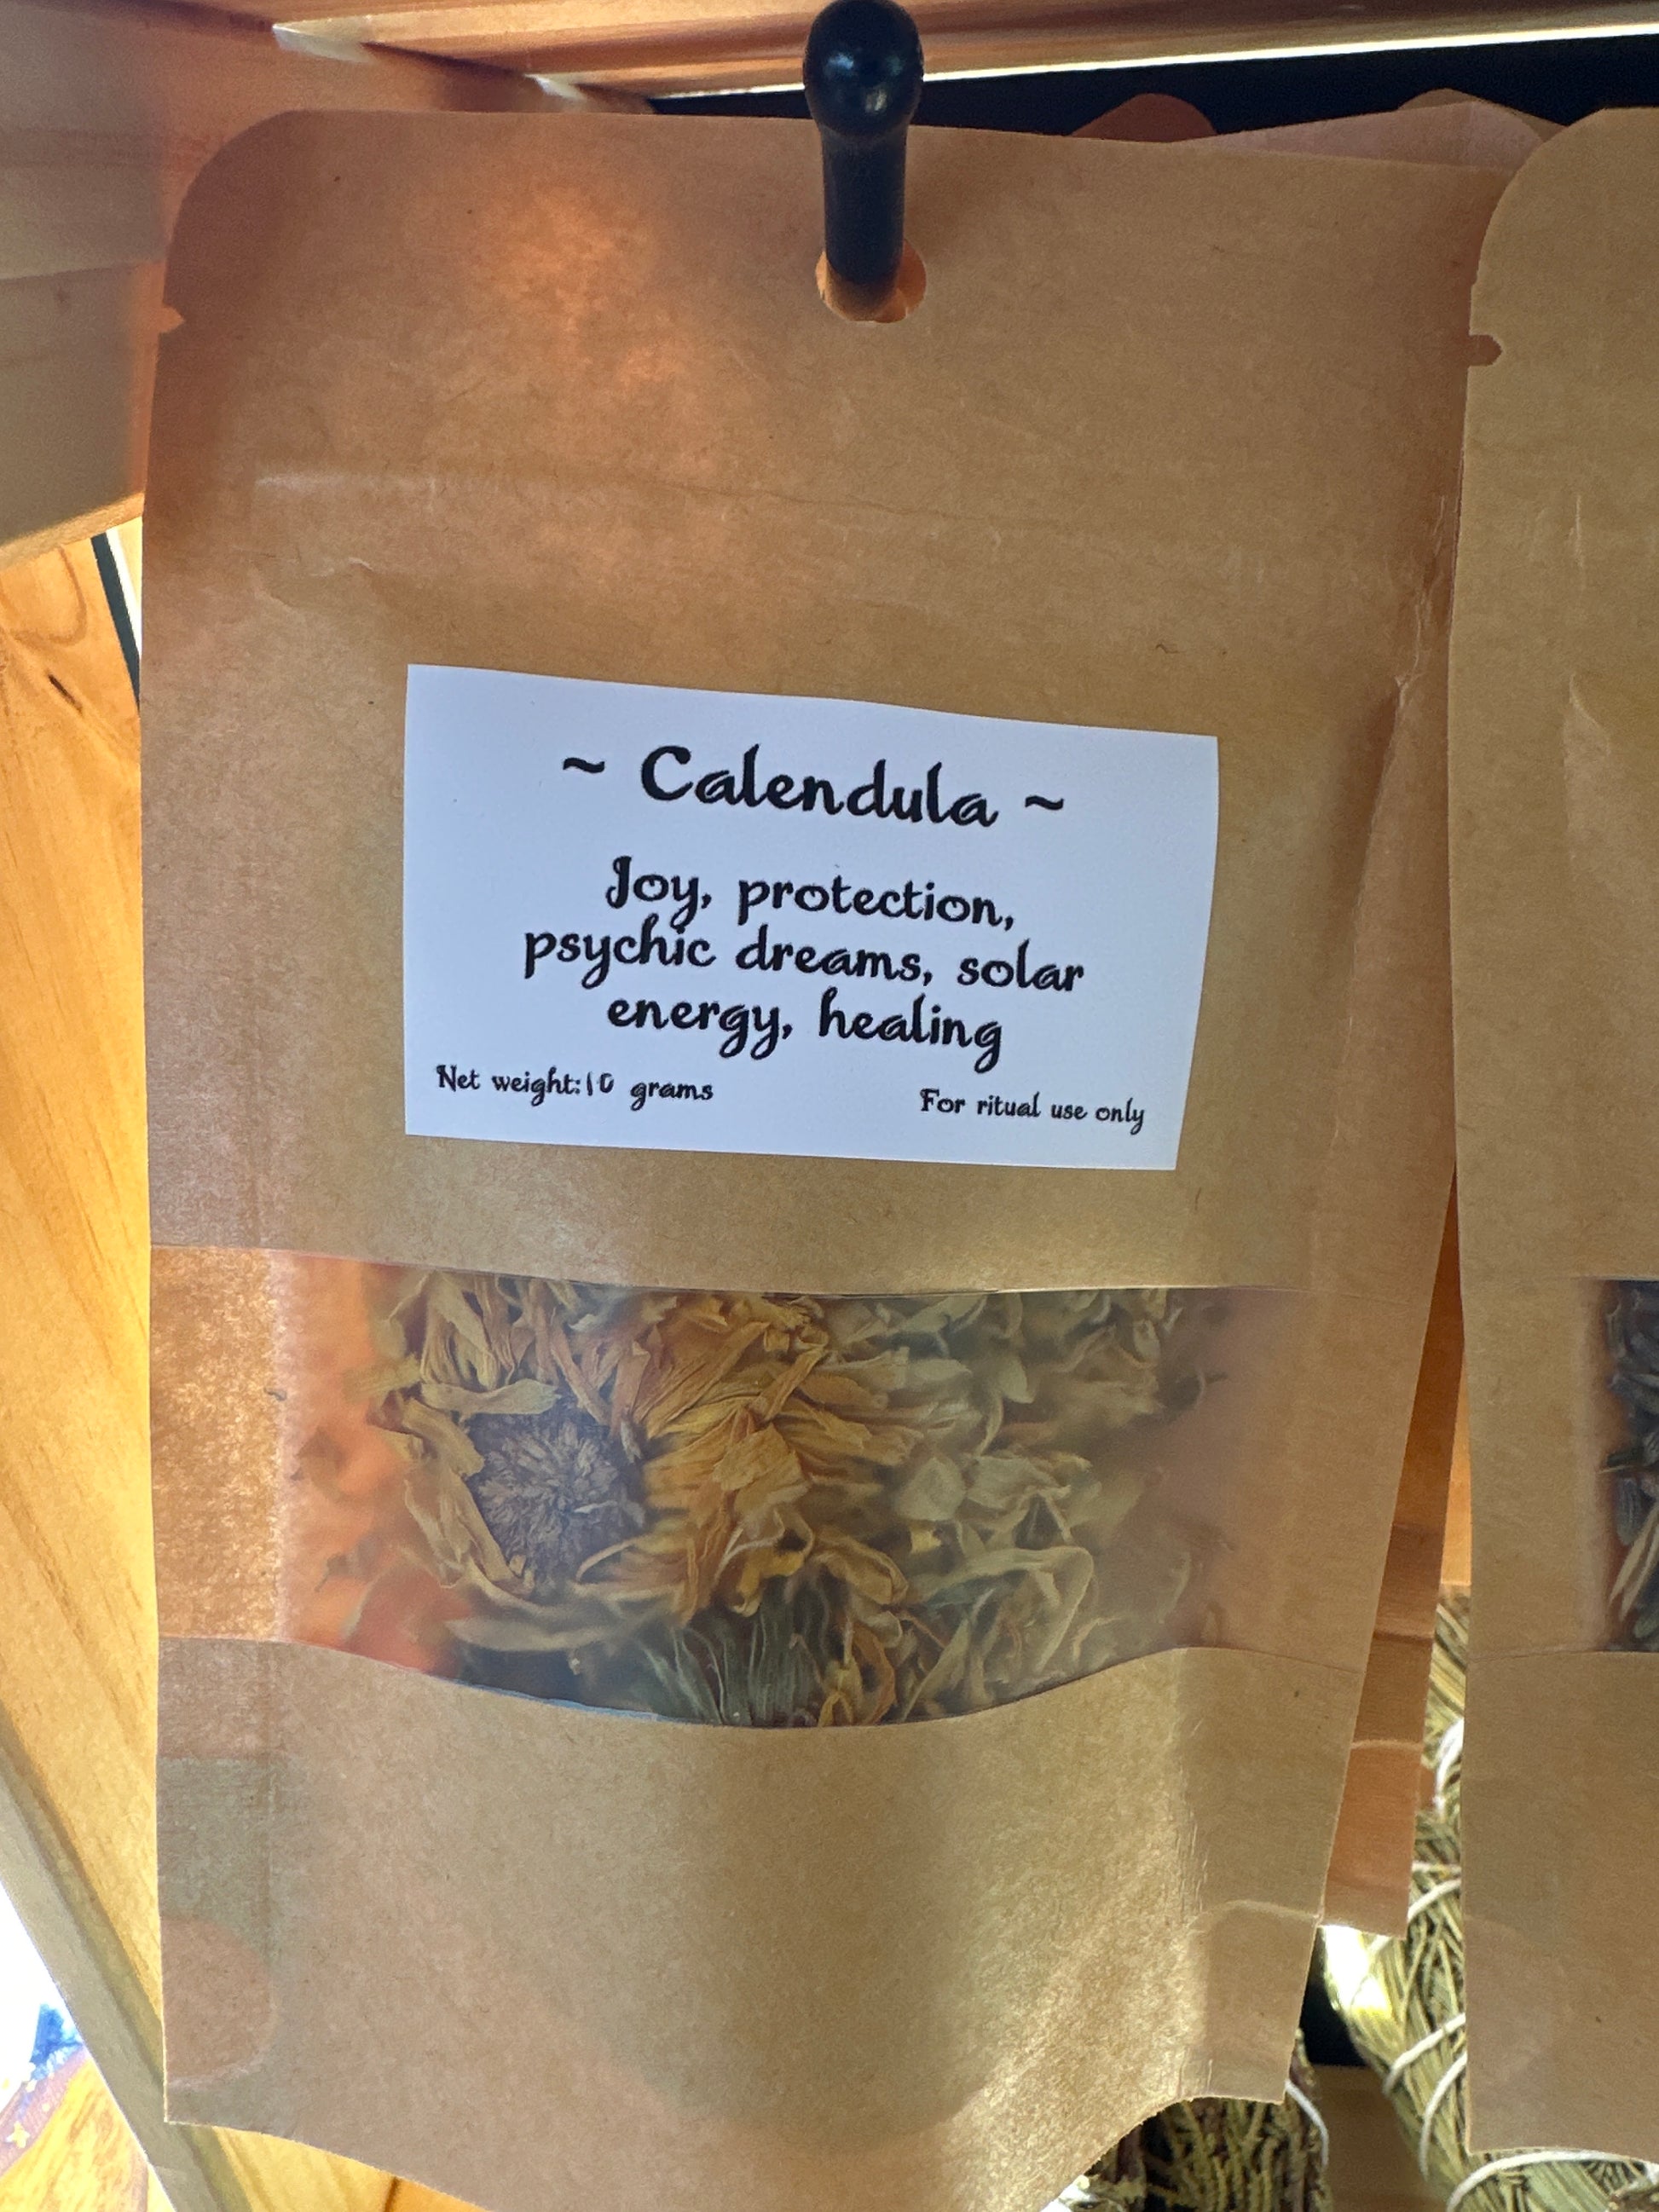 ~ Calendula ~
Joy, protection,
psychic dreams, solar
energy, healing
Net weight:10 grams
For ritual use only